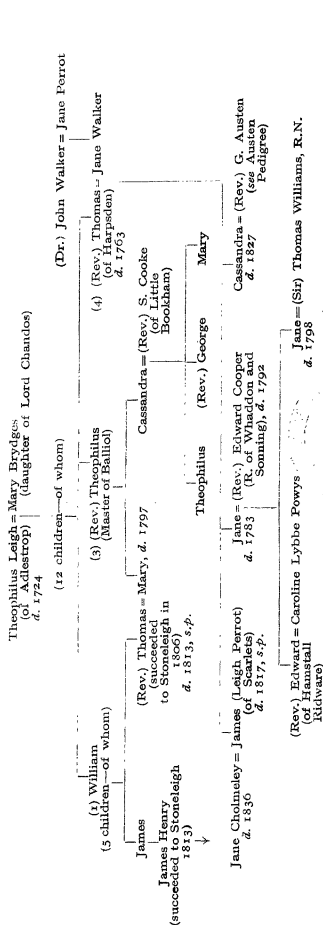 Theophilus Leigh = Mary Brydges
(of Adlestrop) (daughter of Lord Chandos)
d. 1724
(Dr.) John Walker = Jane Perrot
(12 children—of whom)
(1) William
(5 children—of whom)
(3) (Rev.) Theophilus
(Master of Balliol)
(4) (Rev.) Thomas = Jane Walker
(of Harpsden)
d. 1763
James
(Rev.) Thomas = Mary, d. 1797
(succeeded
to Stoneleigh in
1806)
d. 1813, s.p.
Cassandra = (Rev.) S. Cooke
(of Little
Bookham)
James Henry
(succeeded to Stoneleigh
1813)
Theophilus (Rev.) George Mary
Jane Cholmeley = James (Leigh Perrot)
d. 1836 (of Scarlets)
d. 1817, s.p.
Jane = (Rev.) Edward Cooper
d. 1783 (R. of Whaddon and
Sonning), d. 1792
Cassandra = (Rev.) G. Austen
d. 1827 (see Austen
Pedigree)
(Rev.) Edward = Caroline Lybbe Powys
(of Hamstall
Ridware)
Jane = (Sir) Thomas Williams, R.N.
d. 1798